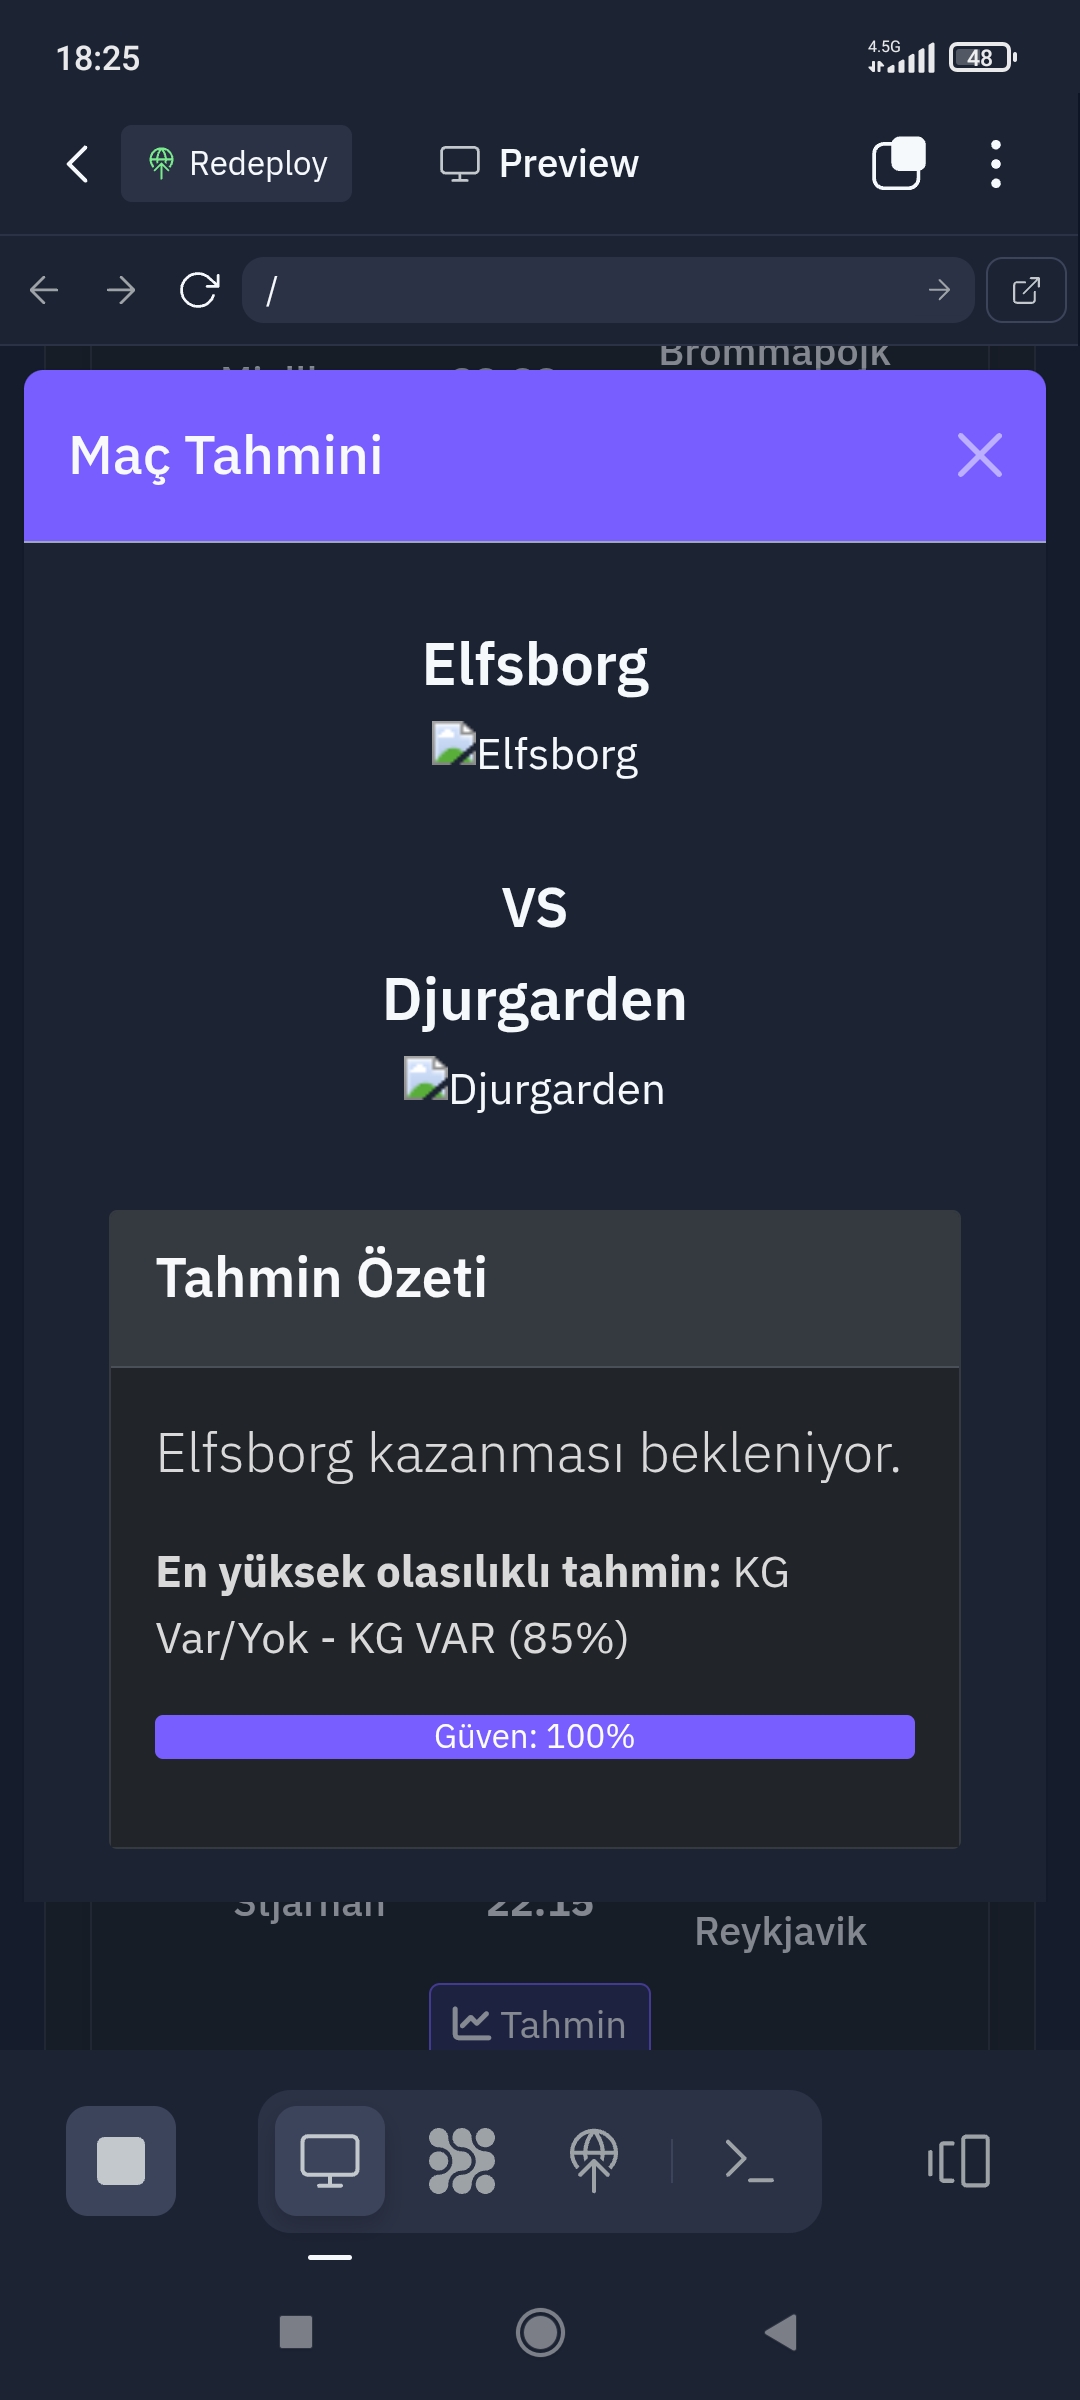 18:25
4.5G
48
Redeploy
Preview
/
Brommapojk
Maç Tahmini
Elfsborg
Elfsborg
VS
Djurgarden
Djurgarden
Tahmin Özeti
Elfsborg kazanması bekleniyor.
En yüksek olasılıklı tahmin: KG
Var/Yok - KG VAR (85%)
Güven: 100%
Stjarnan 22:15
Reykjavik
Tahmin